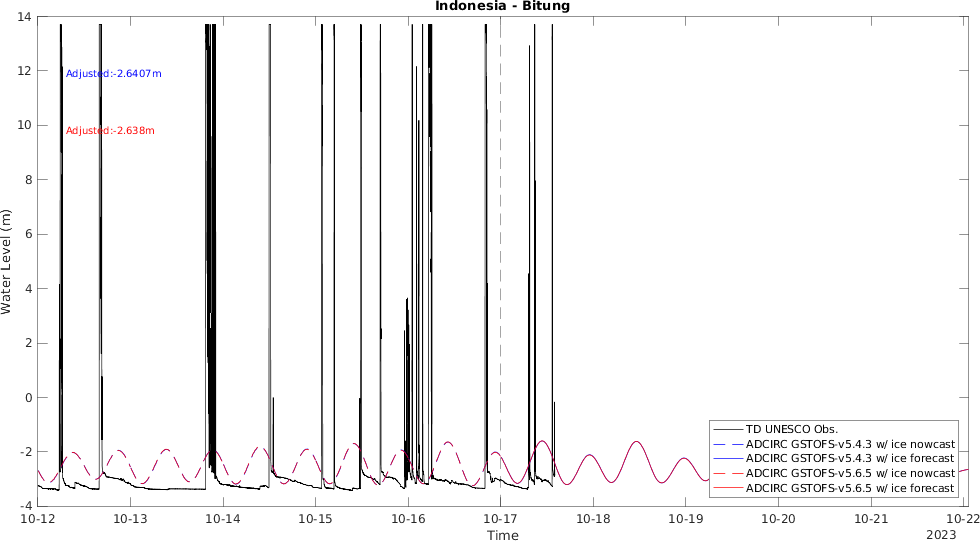 Indonesia - Bitung
14
12
10
8
6
4
2
0
-2
-4
Water Level (m)
Adjusted:-2.6407m
Adjusted:-2.638m
TD UNESCO Obs.
ADCIRC GSTOFS-v5.4.3 w/ ice nowcast
ADCIRC GSTOFS-v5.4.3 w/ ice forecast
ADCIRC GSTOFS-v5.6.5 w/ ice nowcast
ADCIRC GSTOFS-v5.6.5 w/ ice forecast
10-12 10-13 10-14 10-15 10-16 10-17 10-18 10-19 10-20 10-21 10-22
Time
2023